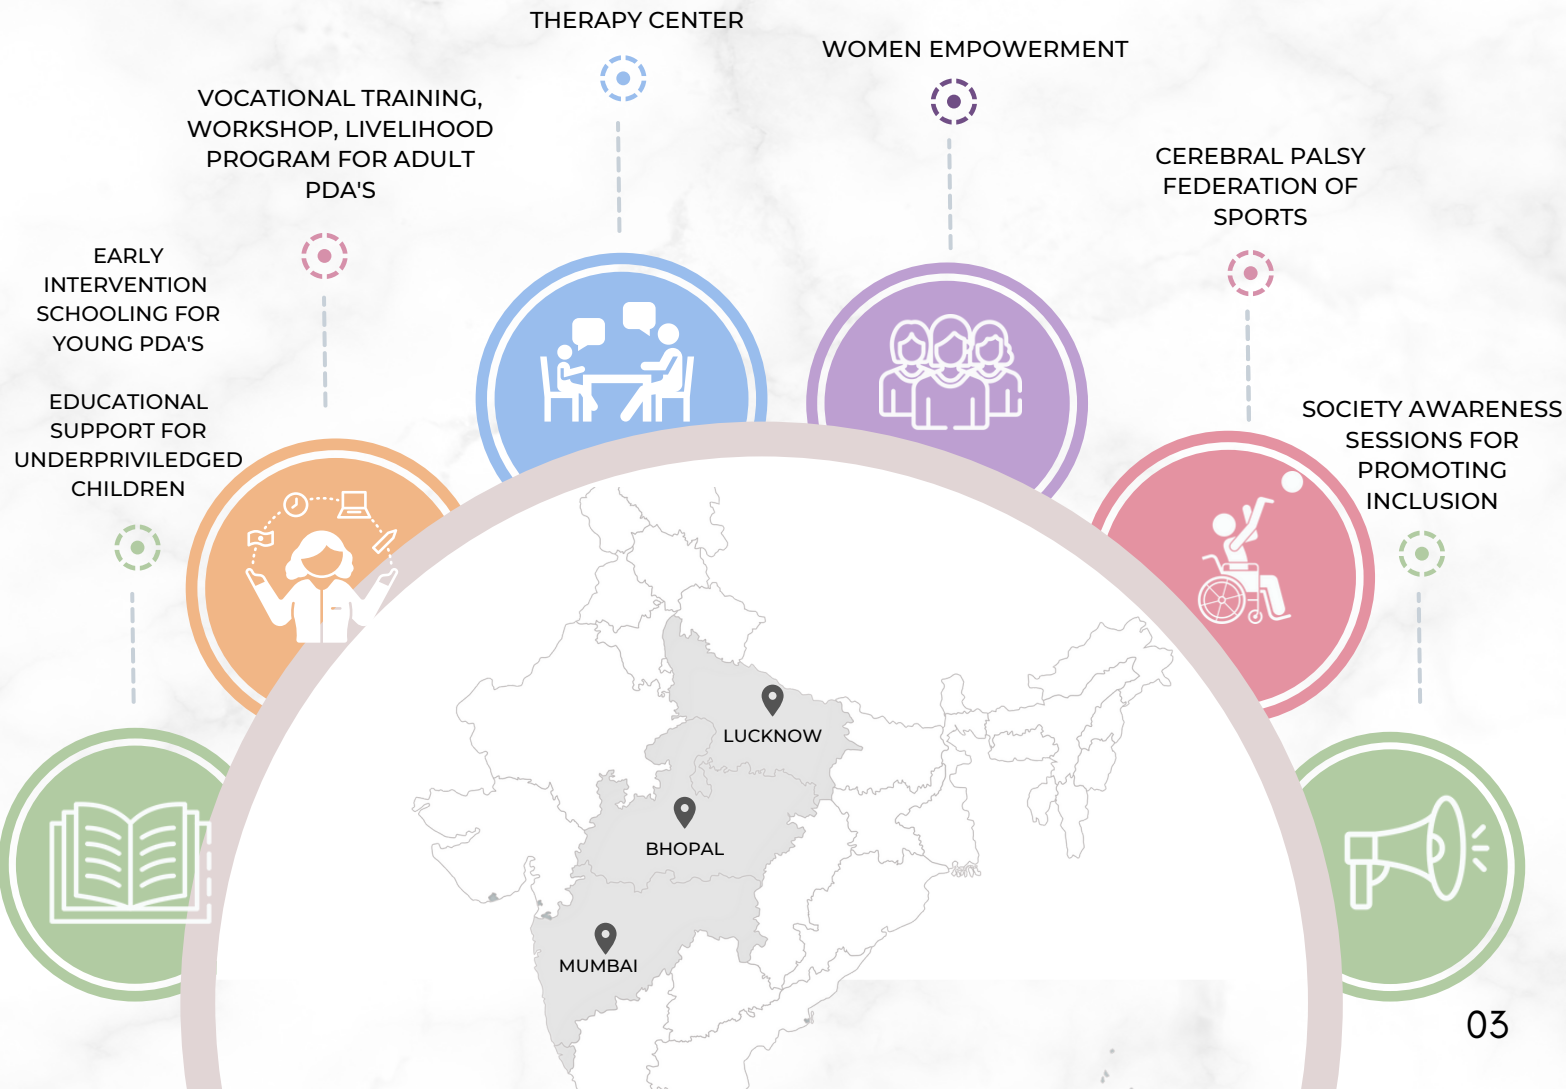 THERAPY CENTER
WOMEN EMPOWERMENT
VOCATIONAL TRAINING,
WORKSHOP, LIVELIHOOD
PROGRAM FOR ADULT
PDA'S
CEREBRAL PALSY
FEDERATION OF
SPORTS
EARLY
INTERVENTION
SCHOOLING FOR
YOUNG PDA'S
EDUCATIONAL
SUPPORT FOR
UNDERPRIVILEDGED
CHILDREN
SOCIETY AWARENESS
SESSIONS FOR
PROMOTING
INCLUSION
LUCKNOW
BHOPAL
MUMBAI
03